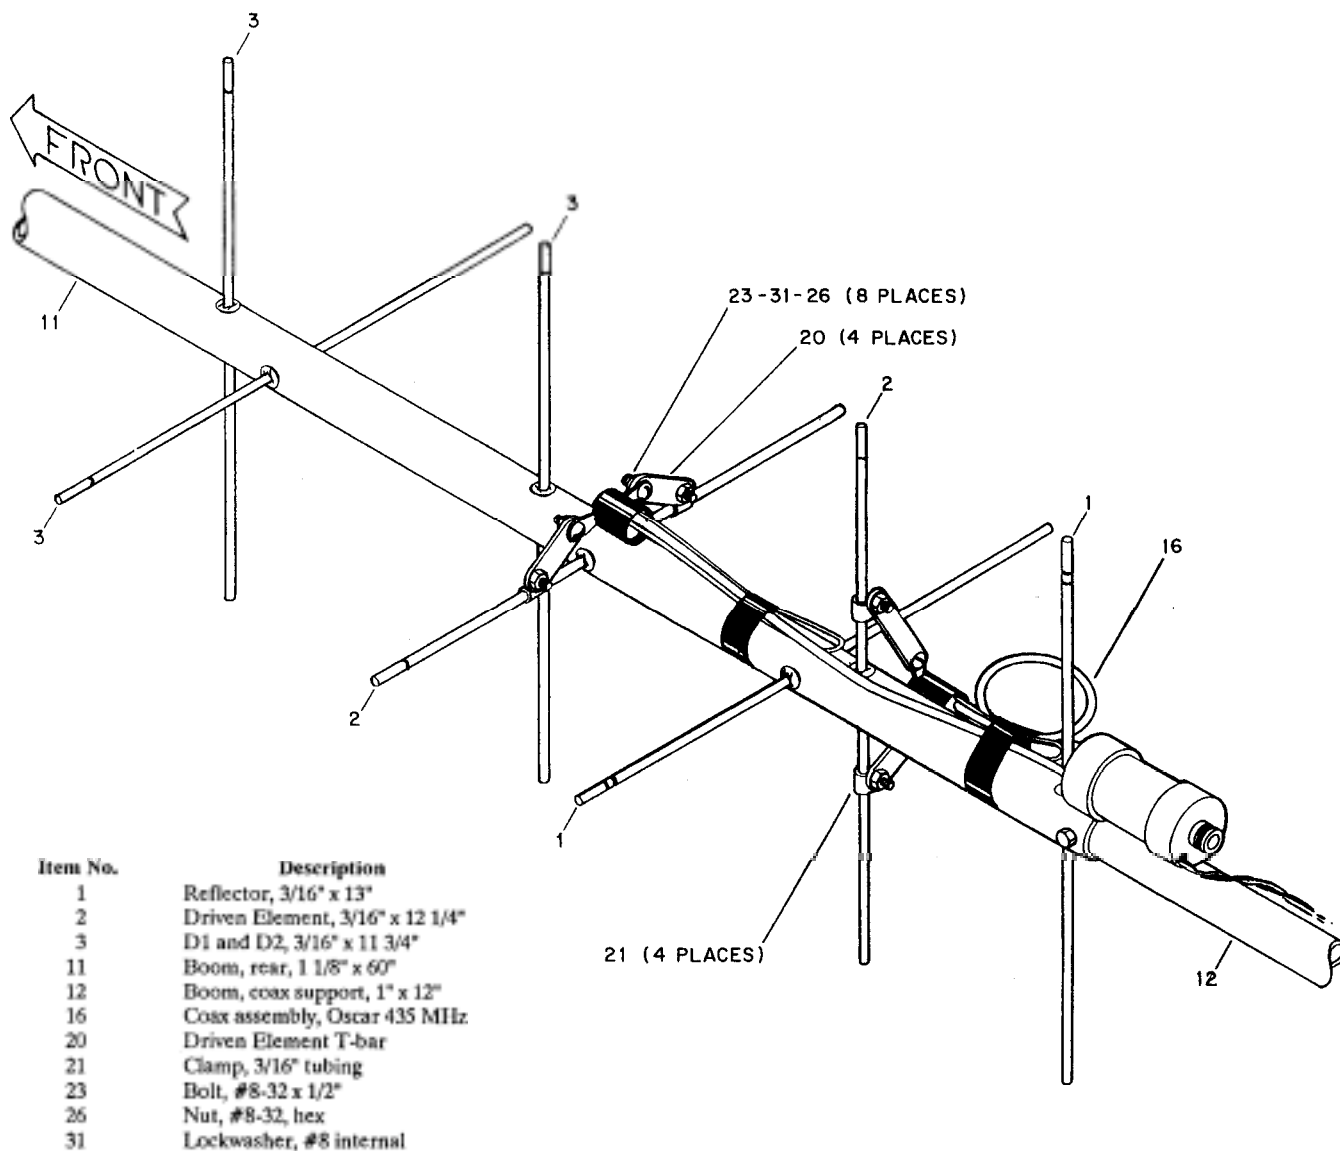 3
FRONT
3
11
23-31-26 (8 PLACES)
20 (4 PLACES)
2
3
1
16
2
1
21 (4 PLACES)
12
Item No. Description
1 Reflector, 3/16" x 13"
2 Driven Element, 3/16" x 12 1/4"
3 D1 and D2, 3/16" x 11 3/4"
11 Boom, rear, 1 1/8" x 60"
12 Boom, coax support, 1" x 12"
16 Coax assembly, Oscar 435 MHz
20 Driven Element T-bar
21 Clamp, 3/16" tubing
23 Bolt, #8-32 x 1/2"
26 Nut, #8-32, hex
31 Lockwasher, #8 internal